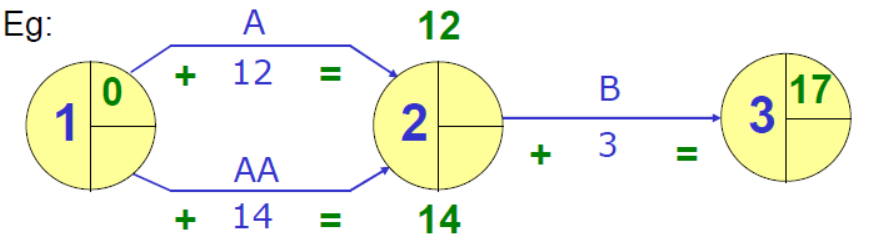 Eg:
A
12
+ 12 =
0
1
2
B
+ 3 =
3
17
AA
+ 14 =
14